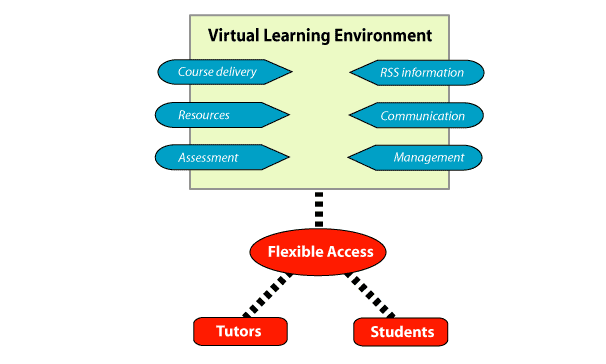 Virtual Learning Environment
Course delivery
RSS information
Resources
Communication
Assessment
Management
Flexible Access
Tutors
Students